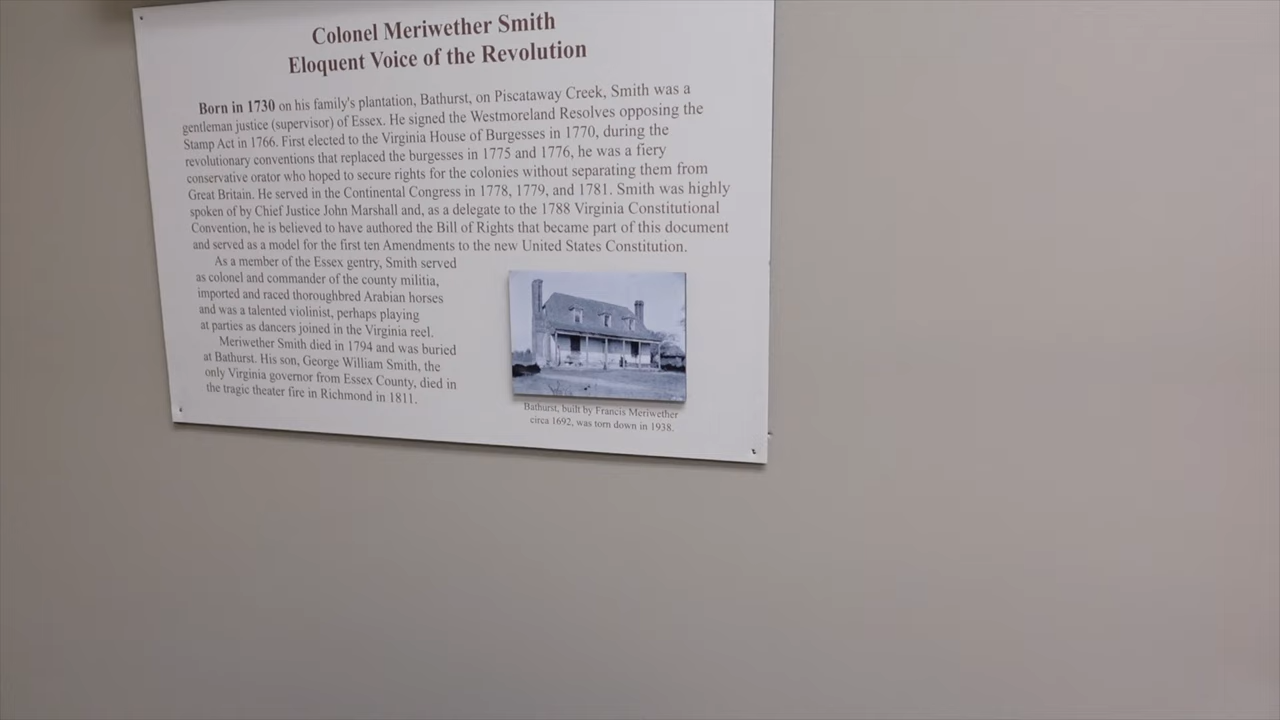 Colonel Meriwether Smith
Eloquent Voice of the Revolution
Born in 1730 on his family's plantation, Bathurst, on Piscataway Creek, Smith was a
gentleman justice (supervisor) of Essex. He signed the Westmoreland Resolves opposing the
Stamp Act in 1766. First elected to the Virginia House of Burgesses in 1770, during the
revolutionary conventions that replaced the burgesses in 1775 and 1776, he was a fiery
conservative orator who hoped to secure rights for the colonies without separating them from
Great Britain. He served in the Continental Congress in 1778, 1779, and 1781. Smith was highly
spoken of by Chief Justice John Marshall and, as a delegate to the 1788 Virginia Constitutional
Convention, he is believed to have authored the Bill of Rights that became part of this document
and served as a model for the first ten Amendments to the new United States Constitution.
As a member of the Essex gentry, Smith served
as colonel and commander of the county militia,
imported and raced thoroughbred Arabian horses
and was a talented violinist, perhaps playing
at parties as dancers joined in the Virginia reel.
Meriwether Smith died in 1794 and was buried
at Bathurst. His son, George William Smith, the
only Virginia governor from Essex County, died in
the tragic theater fire in Richmond in 1811.
Bathurst, built by Francis Meriwether
circa 1692, was torn down in 1938.